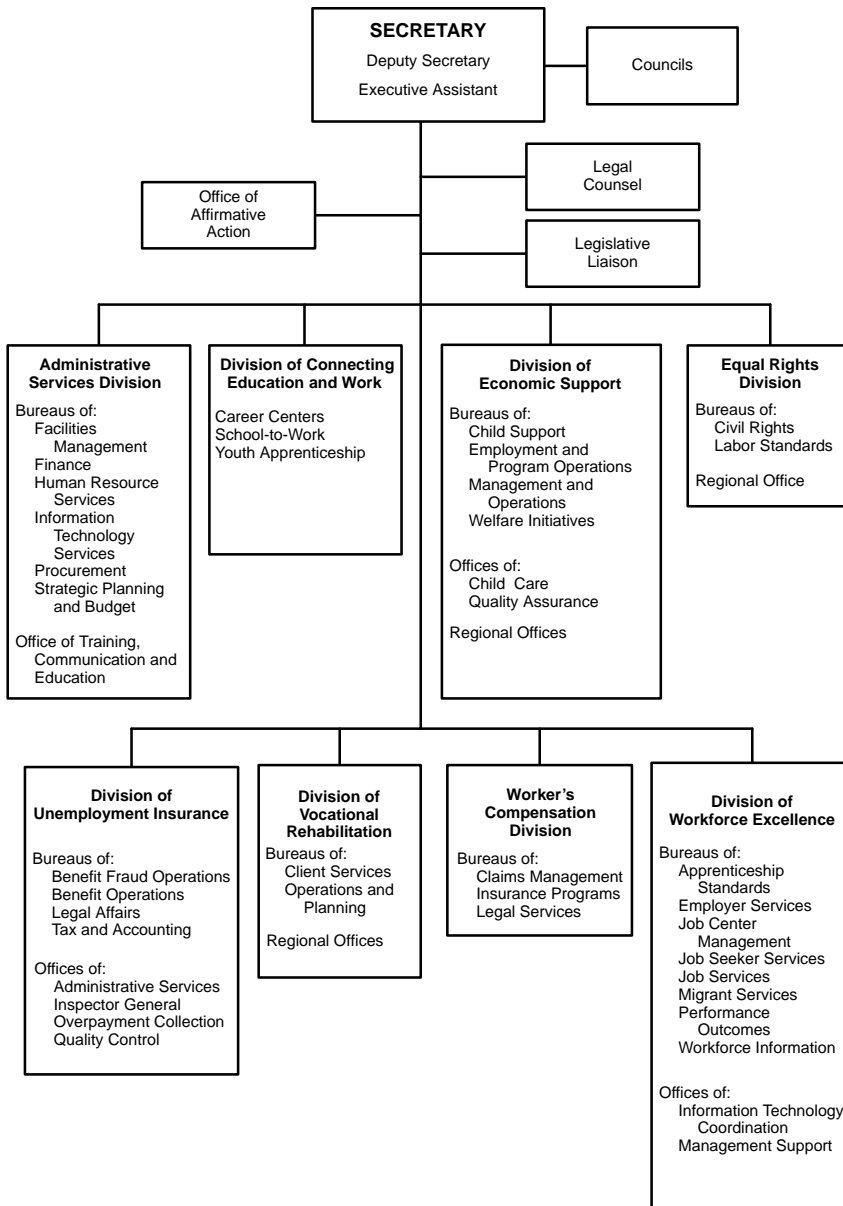 SECRETARY
Deputy Secretary
Executive Assistant
Councils
Legal
Counsel
Office of
Affirmative
Action
Legislative
Liaison
Administrative
Services Division
Bureaus of:
Facilities
Management
Finance
Human Resource
Services
Information
Technology
Services
Procurement
Strategic Planning
and Budget
Office of Training,
Communication and
Education
Division of Connecting
Education and Work
Career Centers
School-to-Work
Youth Apprenticeship
Division of
Economic Support
Bureaus of:
Child Support
Employment and
Program Operations
Management and
Operations
Welfare Initiatives
Offices of:
Child Care
Quality Assurance
Regional Offices
Equal Rights
Division
Bureaus of:
Civil Rights
Labor Standards
Regional Office
Division of
Unemployment Insurance
Bureaus of:
Benefit Fraud Operations
Benefit Operations
Legal Affairs
Tax and Accounting
Offices of:
Administrative Services
Inspector General
Overpayment Collection
Quality Control
Division of
Vocational
Rehabilitation
Bureaus of:
Client Services
Operations and
Planning
Regional Offices
Worker’s
Compensation
Division
Bureaus of:
Claims Management
Insurance Programs
Legal Services
Division of
Workforce Excellence
Bureaus of:
Apprenticeship
Standards
Employer Services
Job Center
Management
Job Seeker Services
Job Services
Migrant Services
Performance
Outcomes
Workforce Information
Offices of:
Information Technology
Coordination
Management Support